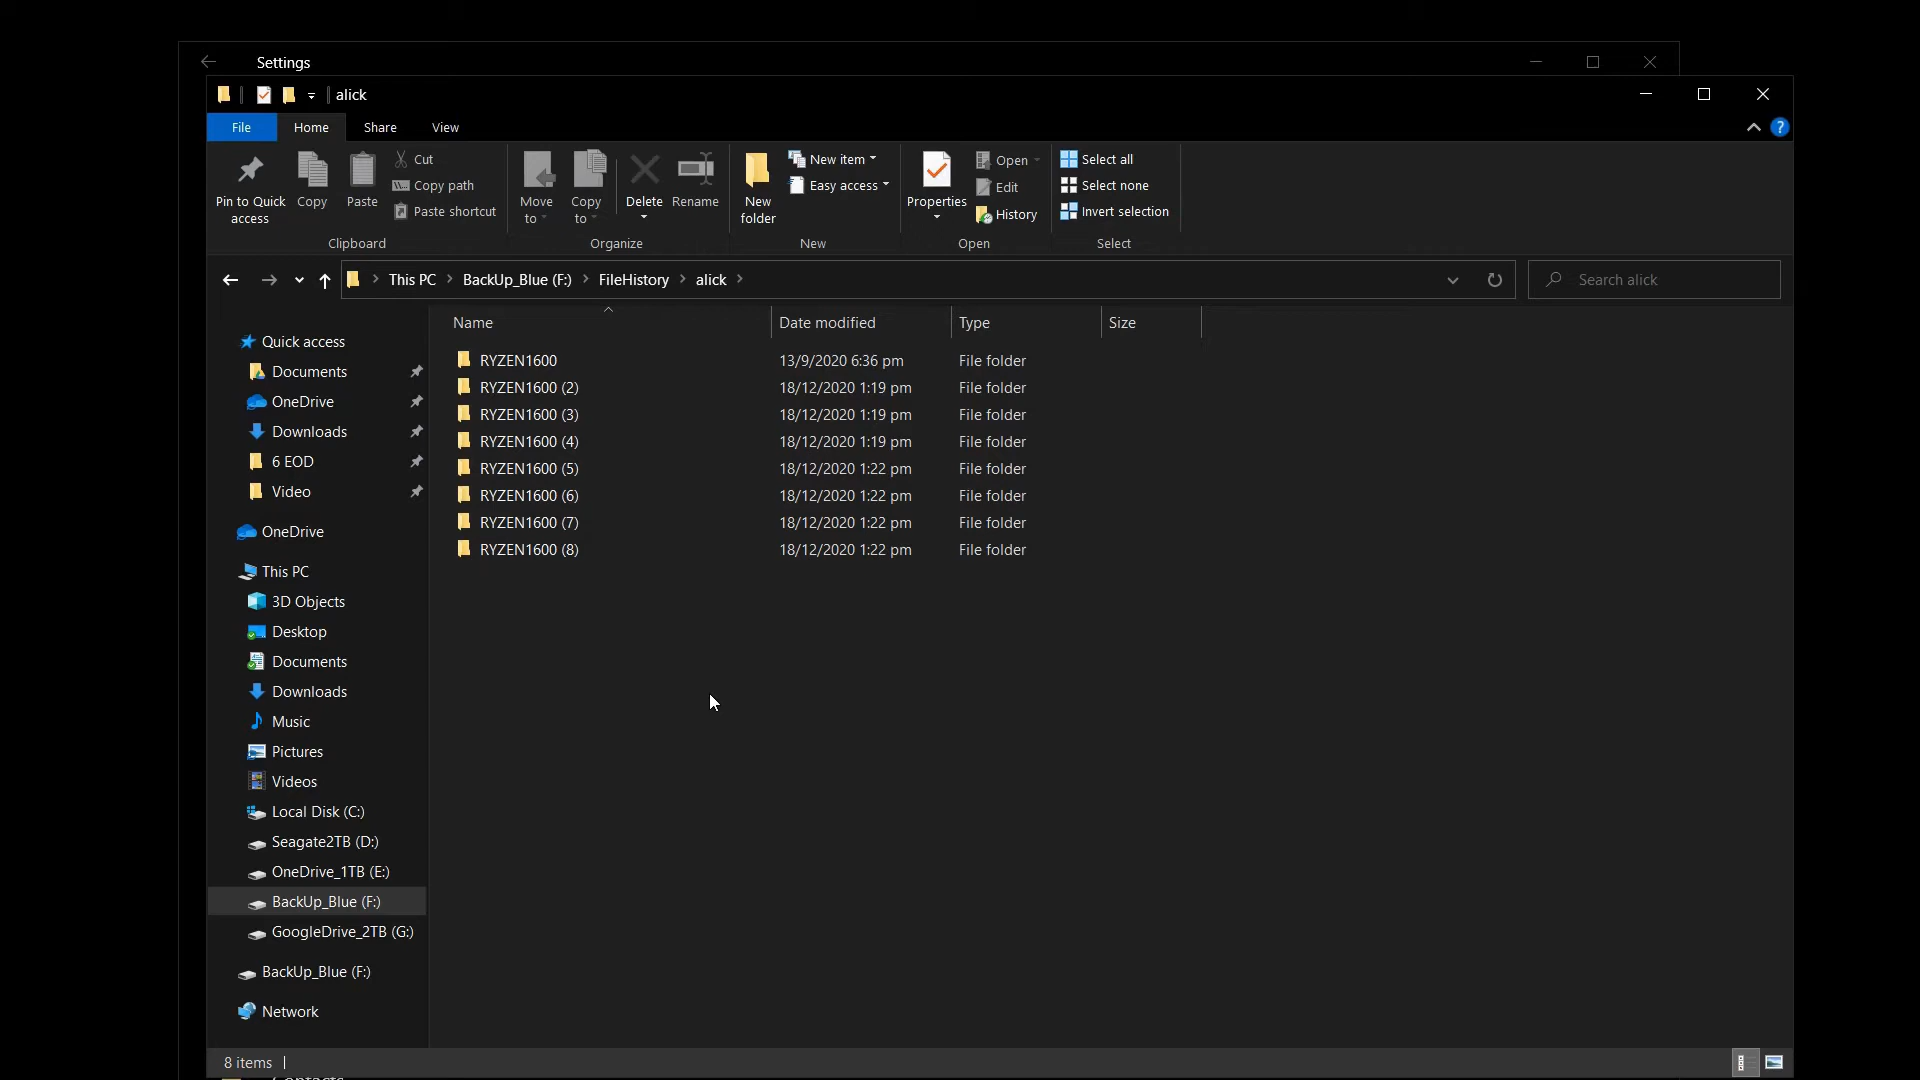 Settings
alick
File Home Share View
?
Pin to Quick access
Copy
Paste
Cut
Copy path
Paste shortcut
Clipboard
Move to
Copy to
Delete
Rename
Organize
New folder
New item
Easy access
New
Properties
Open
Edit
History
Open
Select all
Select none
Invert selection
Select
This PC BackUp_Blue (F:) FileHistory alick
Search alick
Quick access
Documents
OneDrive
Downloads
6 EOD
Video
OneDrive
This PC
3D Objects
Desktop
Documents
Downloads
Music
Pictures
Videos
Local Disk (C:)
Seagate2TB (D:)
OneDrive_1TB (E:)
BackUp_Blue (F:)
GoogleDrive_2TB (G:)
BackUp_Blue (F:)
Network
Name Date modified Type Size
RYZEN1600 13/9/2020 6:36 pm File folder
RYZEN1600 (2) 18/12/2020 1:19 pm File folder
RYZEN1600 (3) 18/12/2020 1:19 pm File folder
RYZEN1600 (4) 18/12/2020 1:19 pm File folder
RYZEN1600 (5) 18/12/2020 1:22 pm File folder
RYZEN1600 (6) 18/12/2020 1:22 pm File folder
RYZEN1600 (7) 18/12/2020 1:22 pm File folder
RYZEN1600 (8) 18/12/2020 1:22 pm File folder
8 items